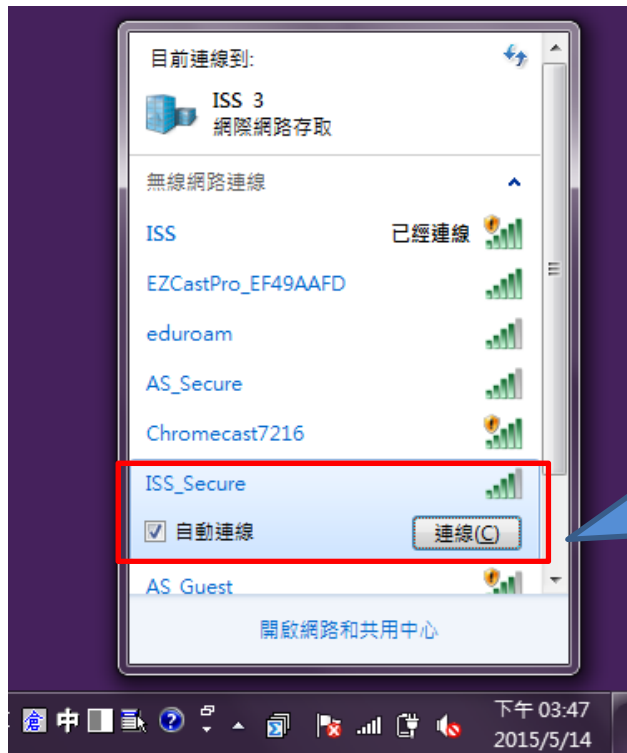 目前連線到:
ISS 3
網際網路存取
無線網路連線
ISS 已經連線
EZCastPro_EF49AAFD
eduroam
AS_Secure
Chromecast7216
ISS_Secure
自動連線 連線(C)
AS_Guest
開啟網路和共用中心
倉 中 下午 03:47
2015/5/14